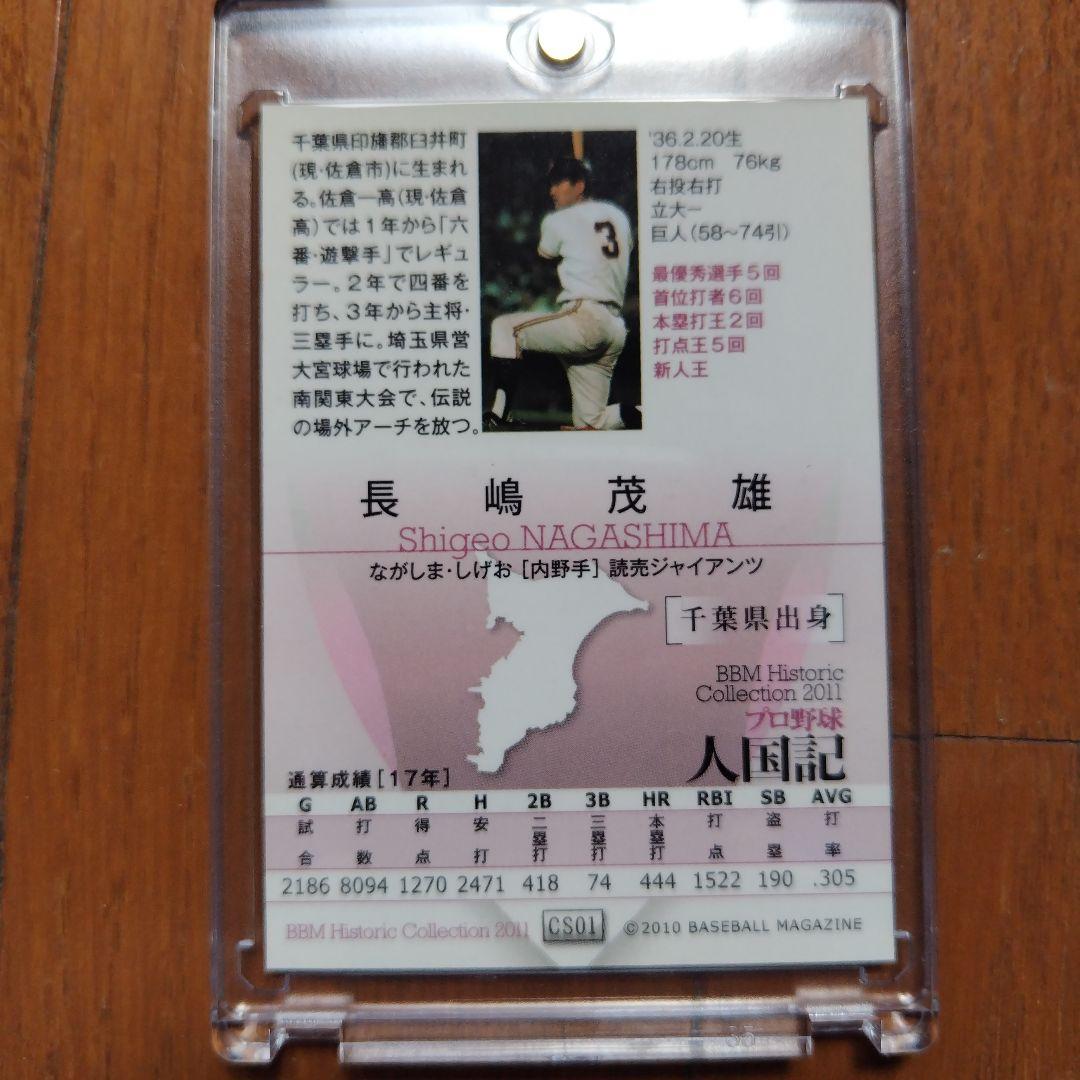 千葉県印旛郡臼井町
(現・佐倉市)に生まれ
る。佐倉一高(現・佐倉
高)では１年から「六
番・遊撃手」でレギュ
ラー。２年で四番を
打ち、３年から主将・
三塁手に。埼玉県営
大宮球場で行われた
南関東大会で、伝説
の場外アーチを放つ。
3
'36.2.20生
178cm 76kg
右投右打
立大一
巨人(58〜74引)
最優秀選手５回
首位打者６回
本塁打王２回
打点王５回
新人王
長嶋茂雄
Shigeo NAGASHIMA
ながしま・しげお [内野手] 読売ジャイアンツ
[千葉県出身]
BBM Historic
Collection 2011
プロ野球
人国記
通算成績[17年]
G AB R H 2B 3B HR RBI SB AVG
試合 打数 得点 安打 二塁打 三塁打 本塁打 打点 盗塁 打率
2186 8094 1270 2471 418 74 444 1522 190 .305
BBM Historic Collection 2011 CS01 ©2010 BASEBALL MAGAZINE